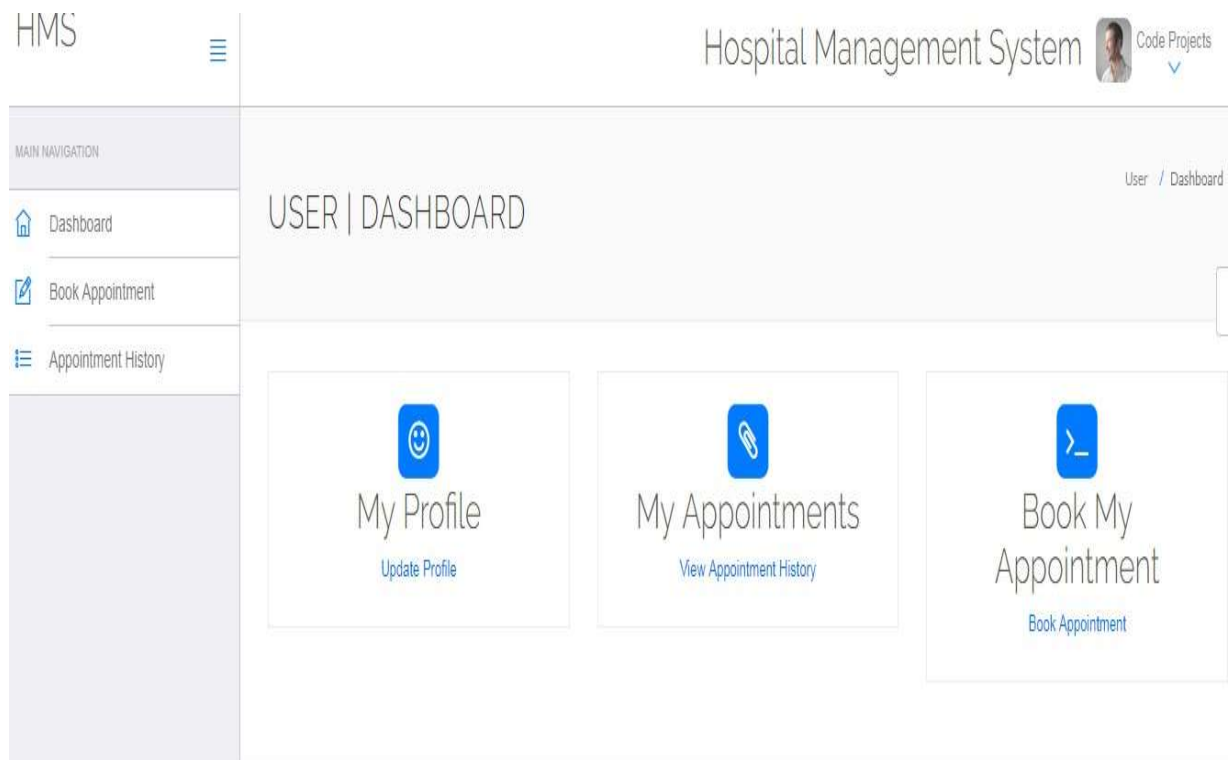 HMS
Hospital Management System
Code Projects
MAIN NAVIGATION
Dashboard
Book Appointment
Appointment History
User / Dashboard
USER | DASHBOARD
My Profile
Update Profile
My Appointments
View Appointment History
Book My
Appointment
Book Appointment